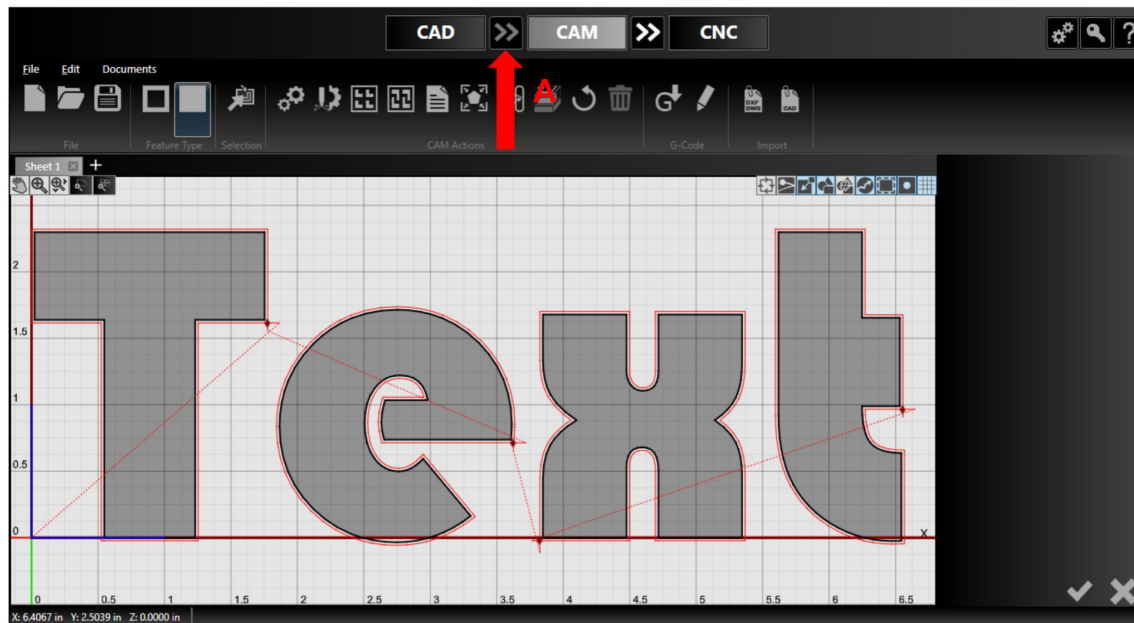 CAD >> CAM >> CNC
?
File Edit Documents
A
DXF DWG CAD
File Feature Type Selection CAM Actions G-Code Import
Sheet 1 +
2
1.5
1
0.5
0
Text
X
0 0.5 1 1.5 2 2.5 3 3.5 4 4.5 5 5.5 6 6.5
X: 6.4067 in Y: 2.5039 in Z: 0.0000 in